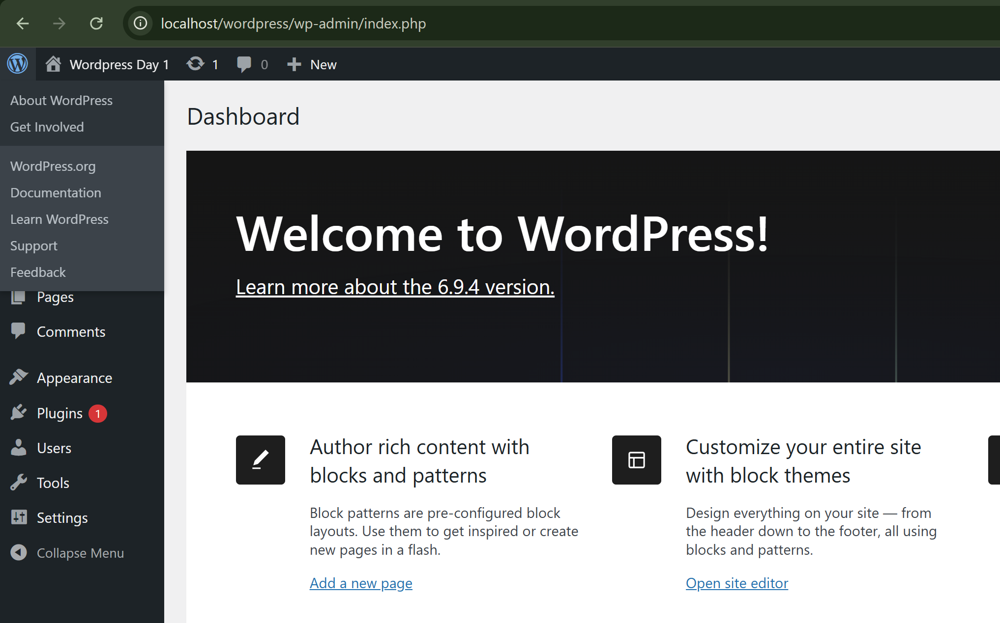 localhost/wordpress/wp-admin/index.php
Wordpress Day 1
1
0
New
About WordPress
Get Involved
WordPress.org
Documentation
Learn WordPress
Support
Feedback
Pages
Comments
Appearance
Plugins 1
Users
Tools
Settings
Collapse Menu
Dashboard
Welcome to WordPress!
Learn more about the 6.9.4 version.
Author rich content with
blocks and patterns
Block patterns are pre-configured block
layouts. Use them to get inspired or create
new pages in a flash.
Add a new page
Customize your entire site
with block themes
Design everything on your site — from
the header down to the footer, all using
blocks and patterns.
Open site editor